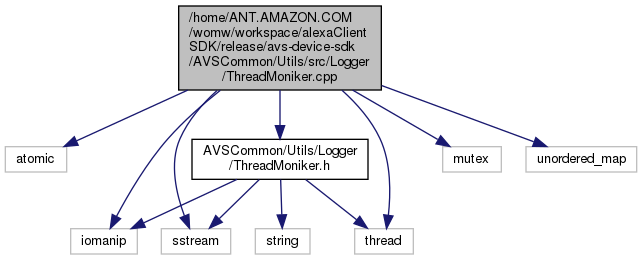 /home/ANT.AMAZON.COM
/womw/workspace/alexaClient
SDK/release/avs-device-sdk
/AVSCommon/Utils/src/Logger
/ThreadMoniker.cpp
atomic
AVSCommon/Utils/Logger
/ThreadMoniker.h
mutex
unordered_map
iomanip
sstream
string
thread